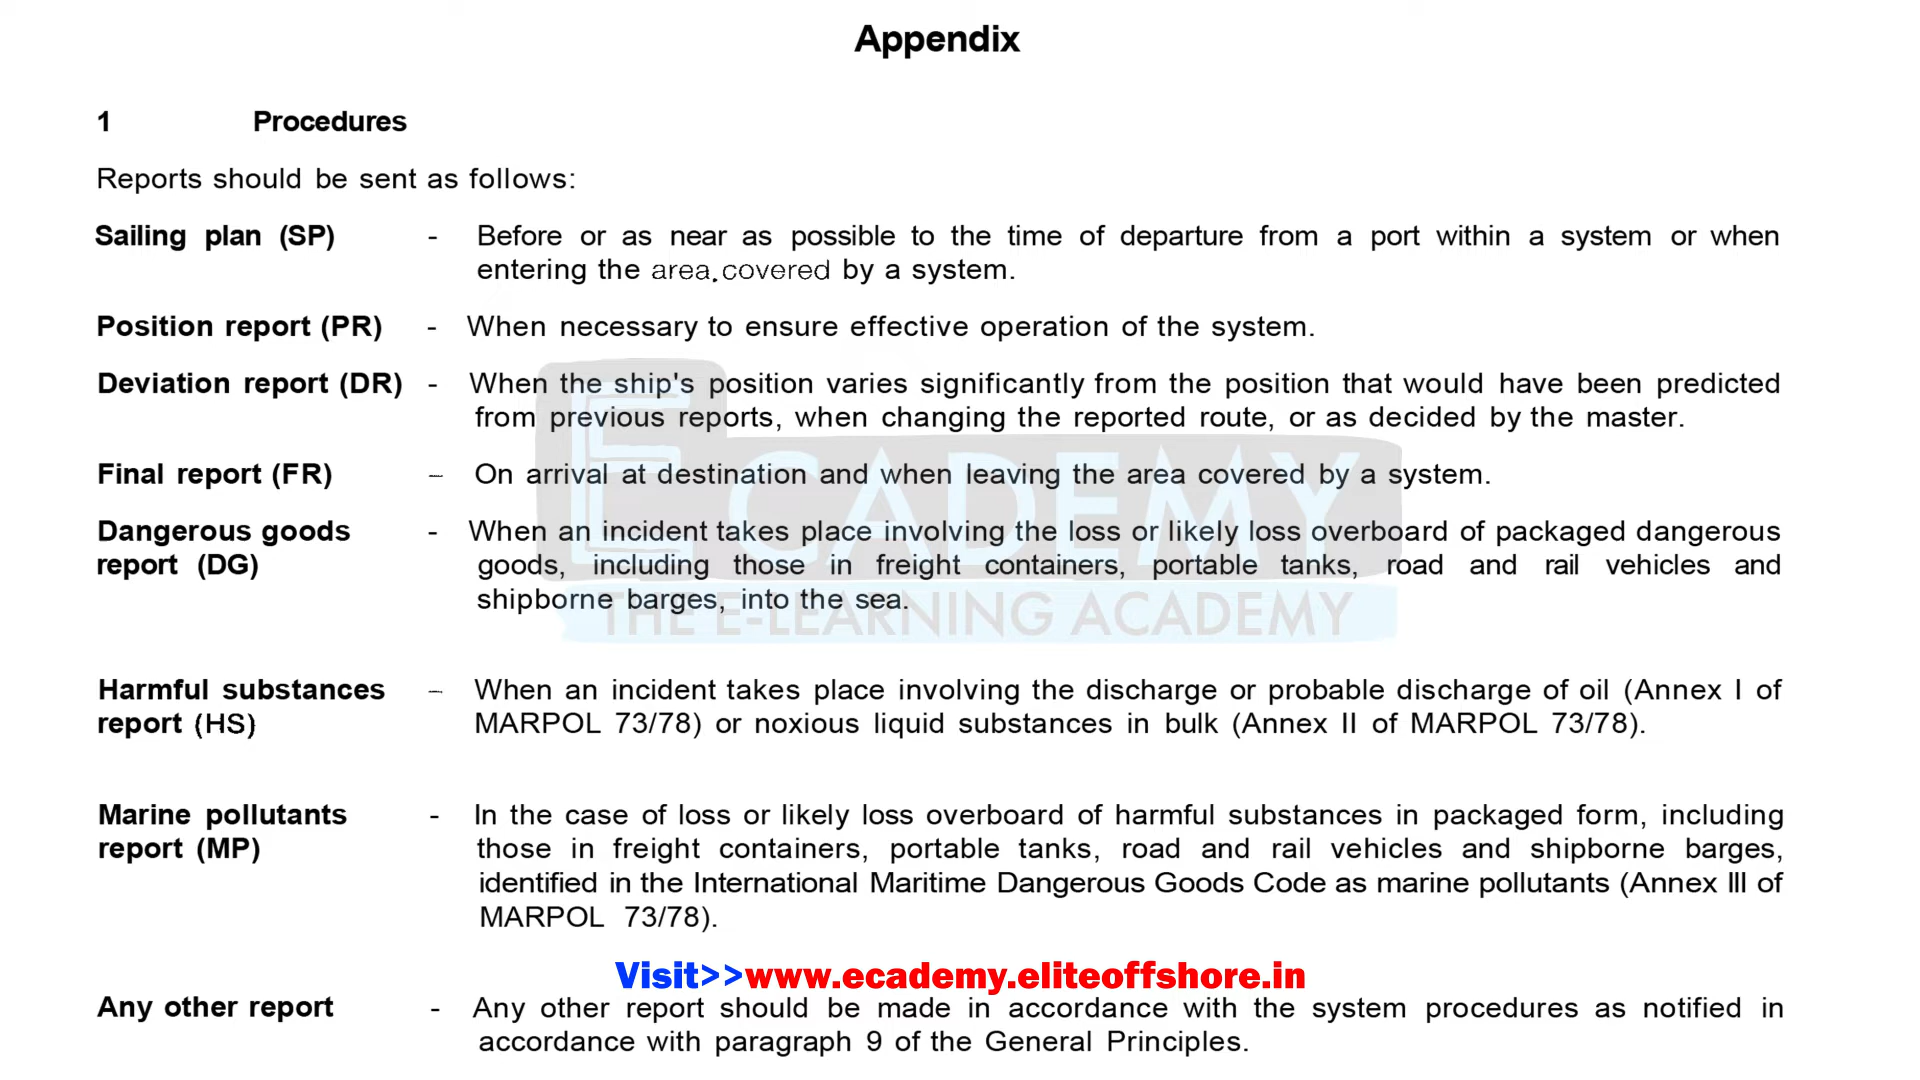 Appendix
1 Procedures
Reports should be sent as follows:
Sailing plan (SP) - Before or as near as possible to the time of departure from a port within a system or when
entering the area.covered by a system.
Position report (PR) - When necessary to ensure effective operation of the system.
Deviation report (DR) - When the ship's position varies significantly from the position that would have been predicted
from previous reports, when changing the reported route, or as decided by the master.
Final report (FR) – On arrival at destination and when leaving the area covered by a system.
Dangerous goods - When an incident takes place involving the loss or likely loss overboard of packaged dangerous
report (DG) goods, including those in freight containers, portable tanks, road and rail vehicles and
shipborne barges, into the sea.
ECADEMY
THE E-LEARNING ACADEMY
Harmful substances – When an incident takes place involving the discharge or probable discharge of oil (Annex I of
report (HS) MARPOL 73/78) or noxious liquid substances in bulk (Annex II of MARPOL 73/78).
Marine pollutants - In the case of loss or likely loss overboard of harmful substances in packaged form, including
report (MP) those in freight containers, portable tanks, road and rail vehicles and shipborne barges,
identified in the International Maritime Dangerous Goods Code as marine pollutants (Annex III of
MARPOL 73/78).
Visit>>www.ecademy.eliteoffshore.in
Any other report - Any other report should be made in accordance with the system procedures as notified in
accordance with paragraph 9 of the General Principles.